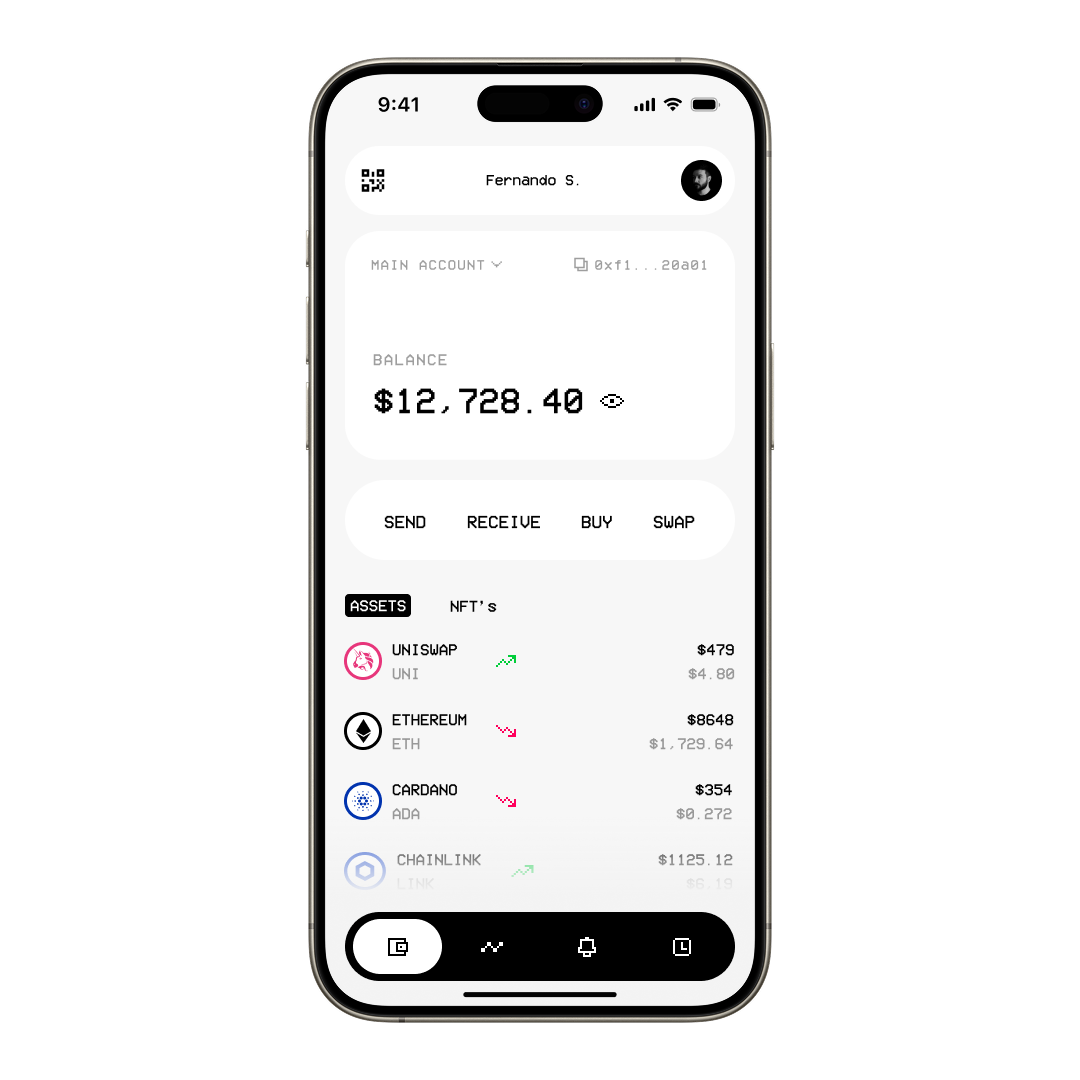 9:41
Fernando S.
MAIN ACCOUNT 0xf1...20a01
BALANCE
$12,728.40
SEND RECEIVE BUY SWAP
ASSETS NFT's
UNISWAP $479
UNI $4.80
ETHEREUM $8648
ETH $1,729.64
CARDANO $354
ADA $0.272
CHAINLINK $1125.12
LINK $6.19